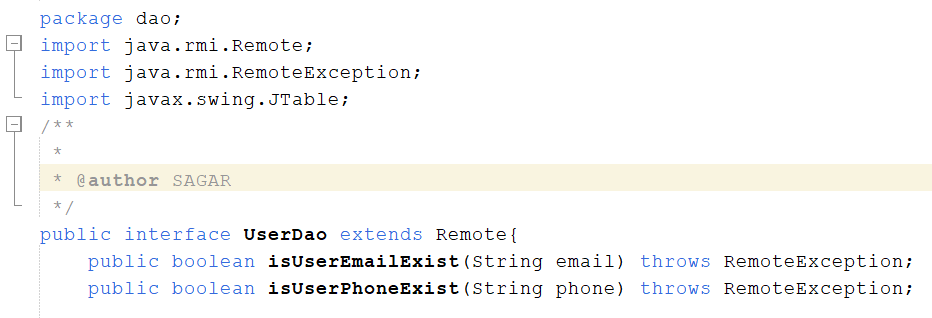 package dao;
import java.rmi.Remote;
import java.rmi.RemoteException;
import javax.swing.JTable;
/**
 *
 * @author SAGAR
 */
public interface UserDao extends Remote{
    public boolean isUserEmailExist(String email) throws RemoteException;
    public boolean isUserPhoneExist(String phone) throws RemoteException;